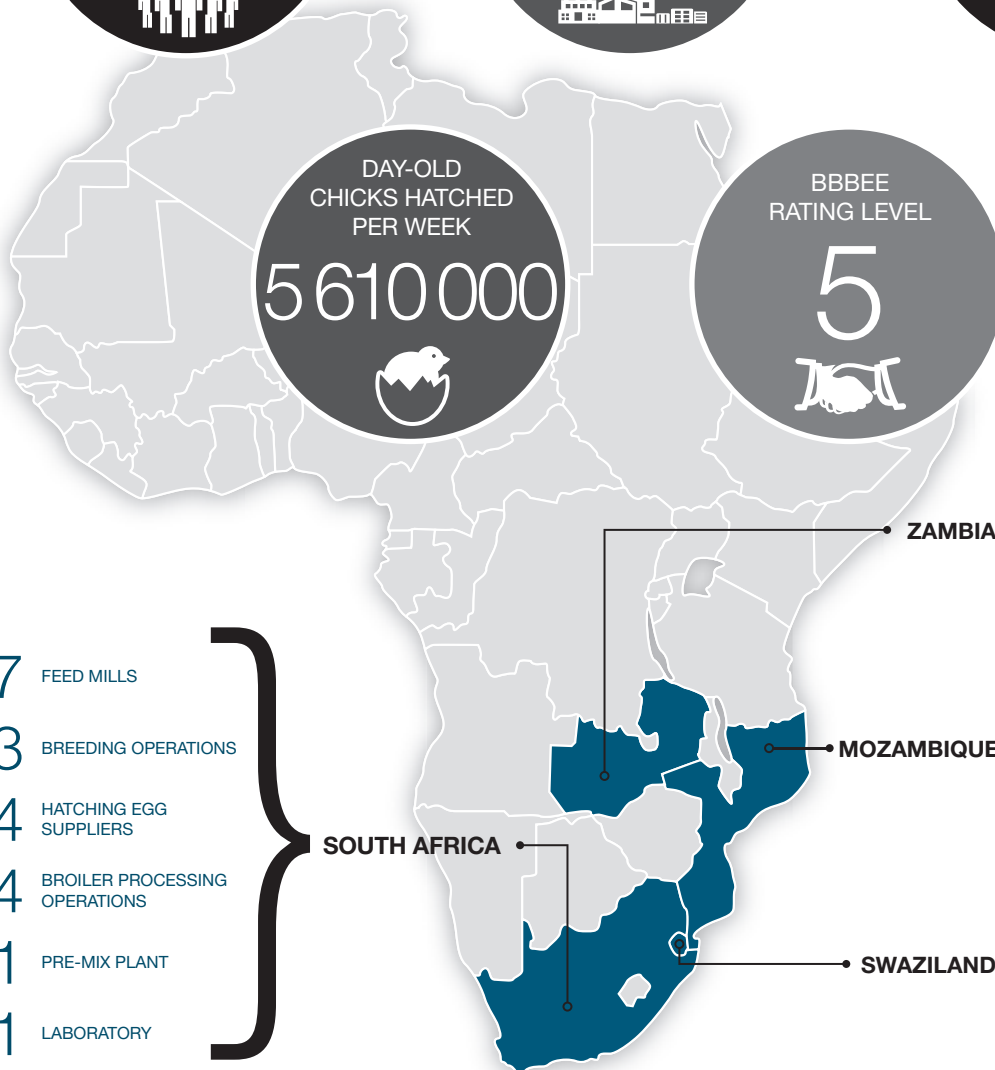 DAY-OLD
CHICKS HATCHED
PER WEEK
5 610 000
BBBEE
RATING LEVEL
5
ZAMBIA
MOZAMBIQUE
SWAZILAND
SOUTH AFRICA
7 FEED MILLS
3 BREEDING OPERATIONS
4 HATCHING EGG
SUPPLIERS
4 BROILER PROCESSING
OPERATIONS
1 PRE-MIX PLANT
1 LABORATORY